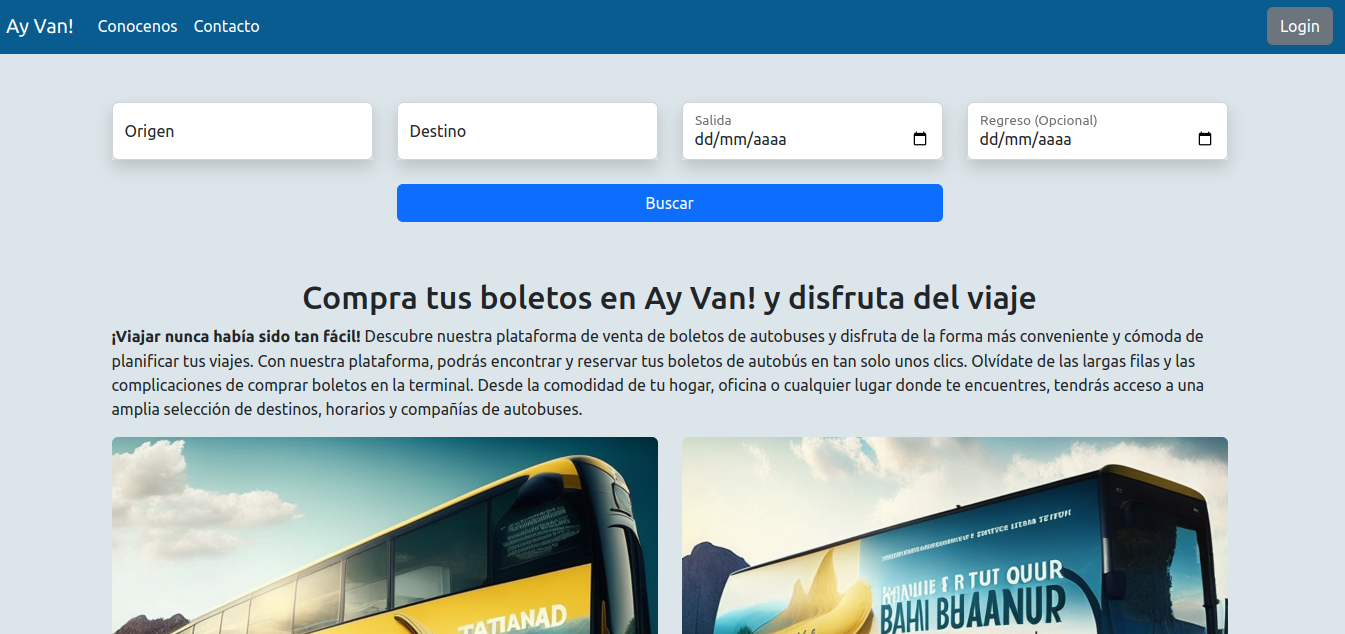 Ay Van! Conocenos Contacto Login
Origen
Destino
Salida
dd/mm/aaaa
Regreso (Opcional)
dd/mm/aaaa
Buscar
Compra tus boletos en Ay Van! y disfruta del viaje
¡Viajar nunca había sido tan fácil! Descubre nuestra plataforma de venta de boletos de autobuses y disfruta de la forma más conveniente y cómoda de
planificar tus viajes. Con nuestra plataforma, podrás encontrar y reservar tus boletos de autobús en tan solo unos clics. Olvídate de las largas filas y las
complicaciones de comprar boletos en la terminal. Desde la comodidad de tu hogar, oficina o cualquier lugar donde te encuentres, tendrás acceso a una
amplia selección de destinos, horarios y compañías de autobuses.
TATIANAD
TUT QUUR
BAHI BHAANUR